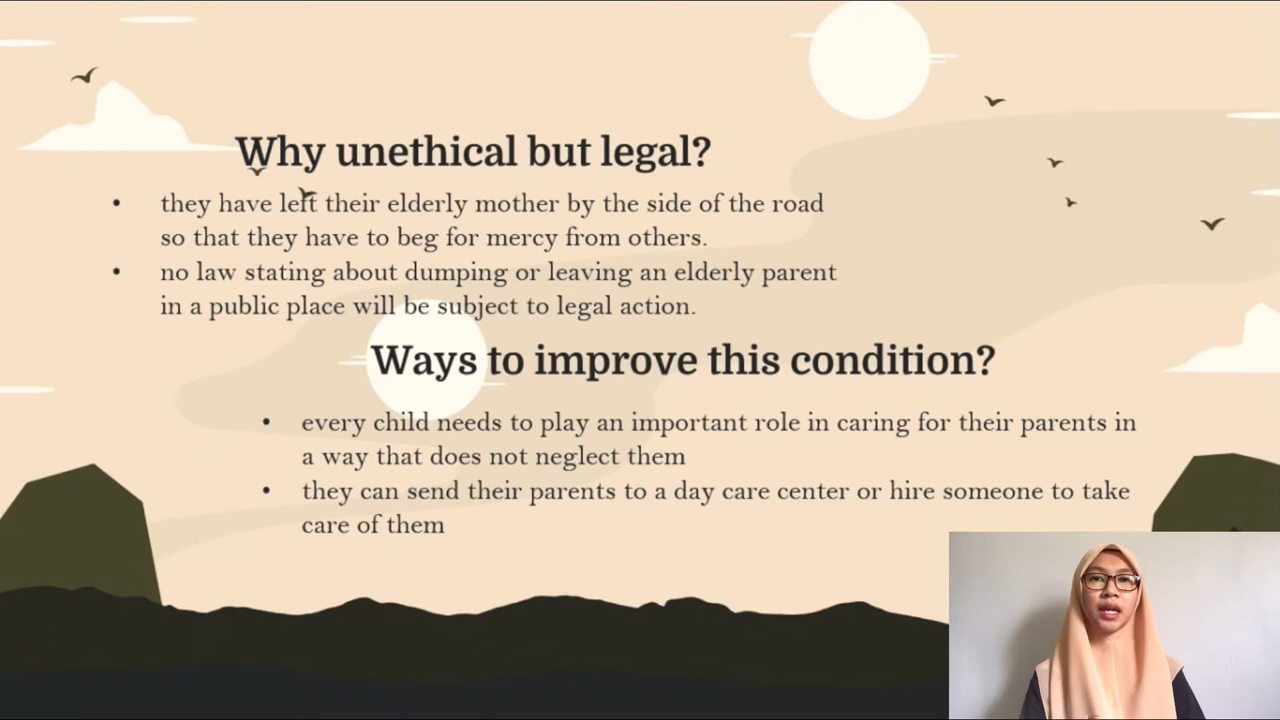 Why unethical but legal?
• they have left their elderly mother by the side of the road
so that they have to beg for mercy from others.
• no law stating about dumping or leaving an elderly parent
in a public place will be subject to legal action.
Ways to improve this condition?
• every child needs to play an important role in caring for their parents in
a way that does not neglect them
• they can send their parents to a day care center or hire someone to take
care of them